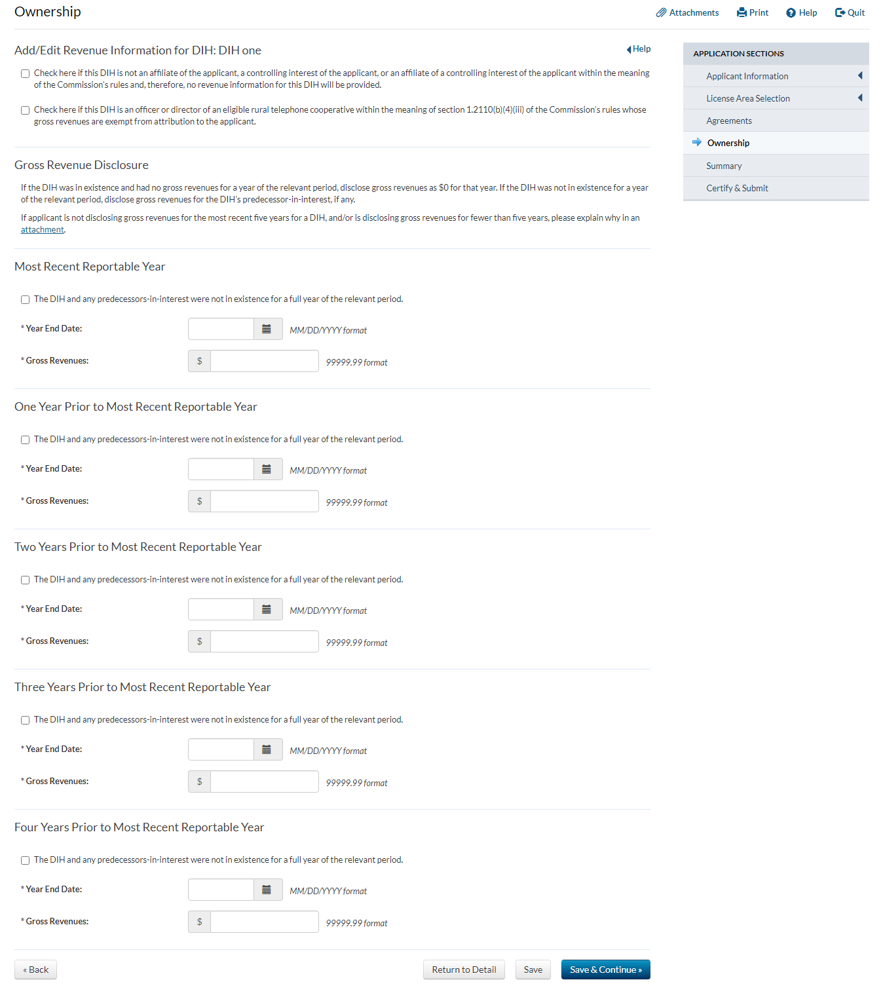 Ownership
Attachments
Print
Help
Quit
Add/Edit Revenue Information for DIH: DIH one
Help
Check here if this DIH is not an affiliate of the applicant, a controlling interest of the applicant, or an affiliate of a controlling interest of the applicant within the meaning
of the Commission's rules and, therefore, no revenue information for this DIH will be provided.
Check here if this DIH is an officer or director of an eligible rural telephone cooperative within the meaning of section 1.2110(b)(4)(iii) of the Commission's rules whose
gross revenues are exempt from attribution to the applicant.
Gross Revenue Disclosure
If the DIH was in existence and had no gross revenues for a year of the relevant period, disclose gross revenues as $0 for that year. If the DIH was not in existence for a year
of the relevant period, disclose gross revenues for the DIH's predecessor-in-interest, if any.
If applicant is not disclosing gross revenues for the most recent five years for a DIH, and/or is disclosing gross revenues for fewer than five years, please explain why in an
attachment.
Most Recent Reportable Year
The DIH and any predecessors-in-interest were not in existence for a full year of the relevant period.
* Year End Date:
MM/DD/YYYY format
* Gross Revenues:
$
99999.99 format
One Year Prior to Most Recent Reportable Year
The DIH and any predecessors-in-interest were not in existence for a full year of the relevant period.
* Year End Date:
MM/DD/YYYY format
* Gross Revenues:
$
99999.99 format
Two Years Prior to Most Recent Reportable Year
The DIH and any predecessors-in-interest were not in existence for a full year of the relevant period.
* Year End Date:
MM/DD/YYYY format
* Gross Revenues:
$
99999.99 format
Three Years Prior to Most Recent Reportable Year
The DIH and any predecessors-in-interest were not in existence for a full year of the relevant period.
* Year End Date:
MM/DD/YYYY format
* Gross Revenues:
$
99999.99 format
Four Years Prior to Most Recent Reportable Year
The DIH and any predecessors-in-interest were not in existence for a full year of the relevant period.
* Year End Date:
MM/DD/YYYY format
* Gross Revenues:
$
99999.99 format
« Back
Return to Detail
Save
Save & Continue »
APPLICATION SECTIONS
Applicant Information
License Area Selection
Agreements
Ownership
Summary
Certify & Submit